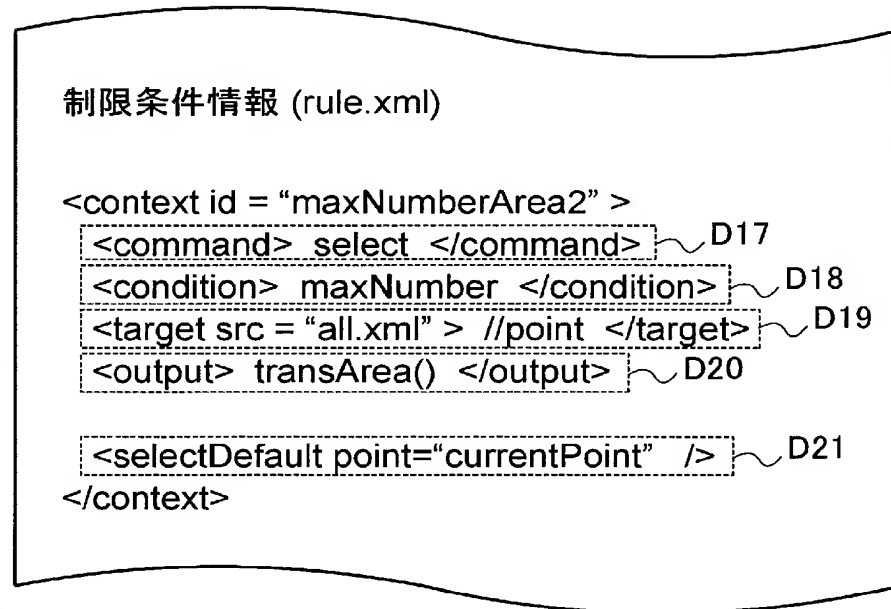 制限条件情報 (rule.xml)
<context id = “maxNumberArea2” >
<command> select </command> D17
<condition> maxNumber </condition> D18
<target src = “all.xml” > //point </target> D19
<output> transArea() </output> D20
<selectDefault point=“currentPoint” /> D21
</context>